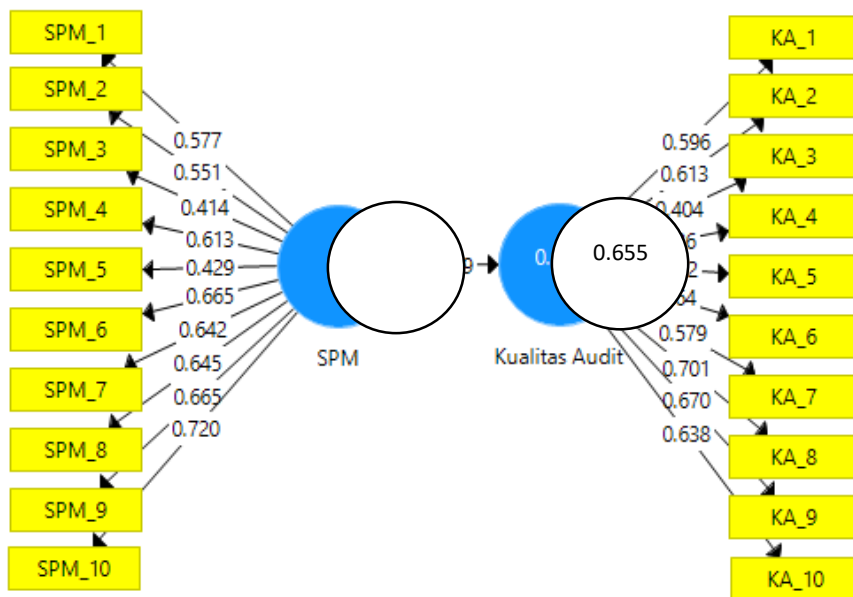 SPM_1
SPM_2
SPM_3
SPM_4
SPM_5
SPM_6
SPM_7
SPM_8
SPM_9
SPM_10
0.577
0.551
0.414
0.613
0.429
0.665
0.642
0.645
0.665
0.720
SPM
0.655
Kualitas Audit
0.596
0.613
0.404
0.579
0.701
0.670
0.638
KA_1
KA_2
KA_3
KA_4
KA_5
KA_6
KA_7
KA_8
KA_9
KA_10